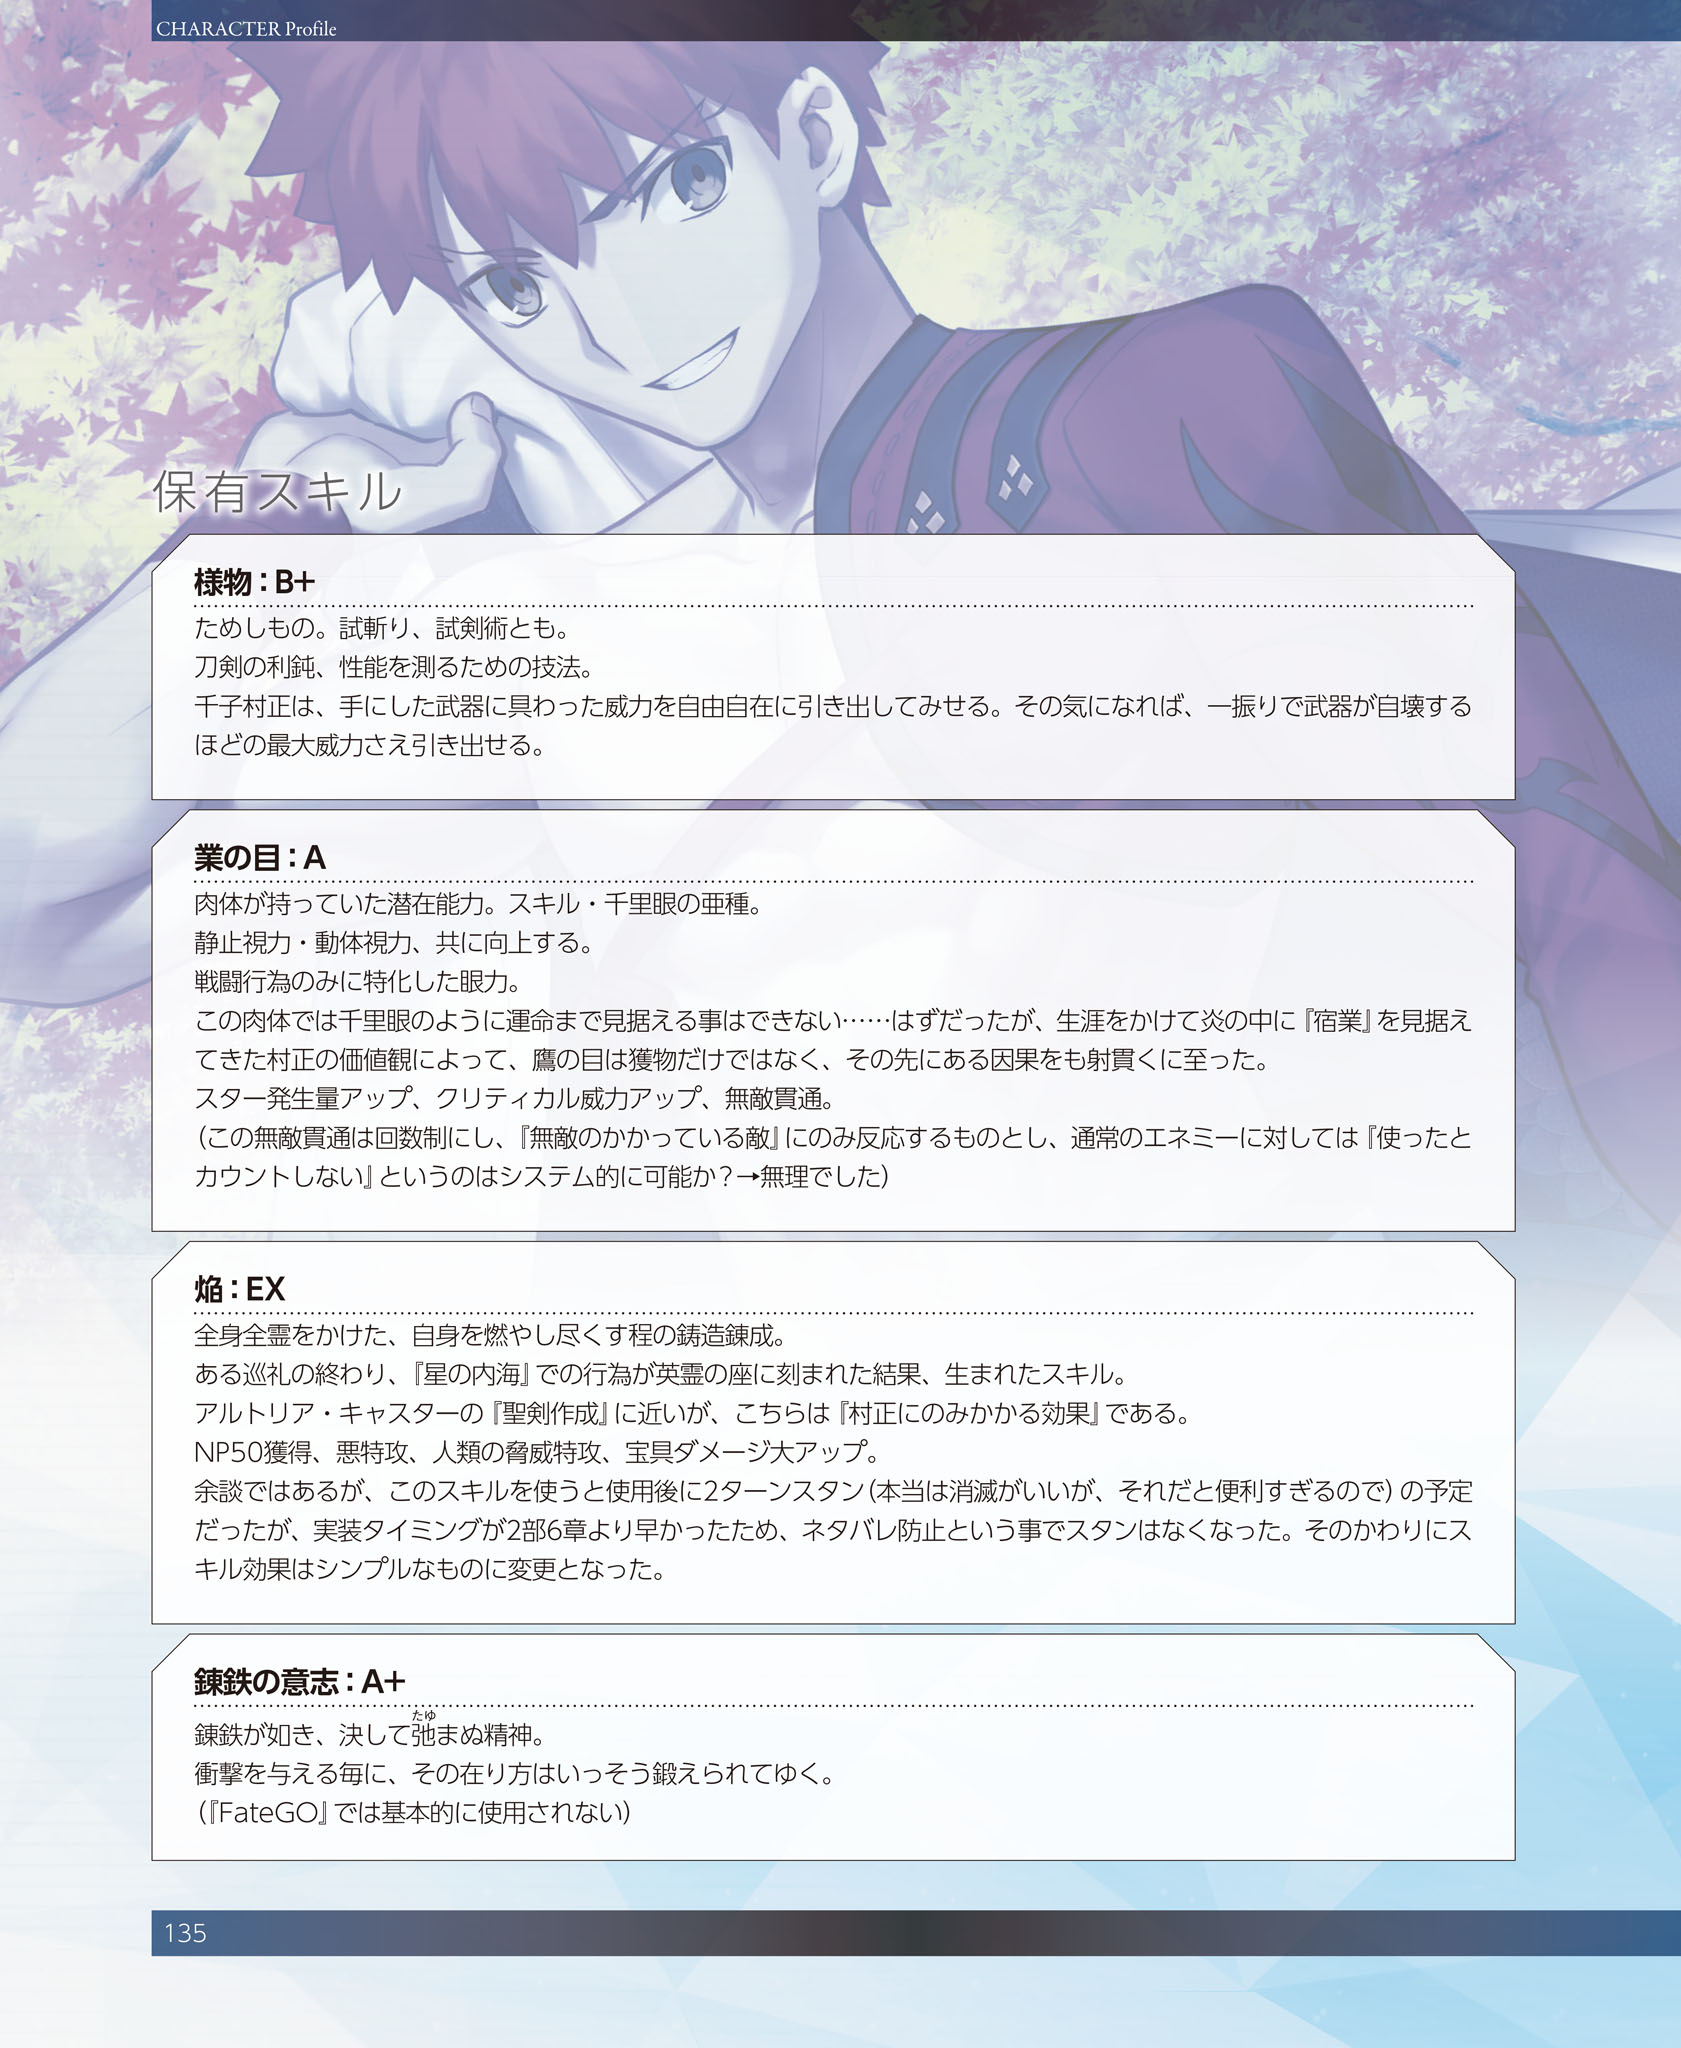 CHARACTER Profile
保有スキル
様物：B+
ためしもの。試斬り、試剣術とも。
刀剣の利鈍、性能を測るための技法。
千子村正は、手にした武器に具わった威力を自由自在に引き出してみせる。その気になれば、一振りで武器が自壊する
ほどの最大威力さえ引き出せる。
業の目：A
肉体が持っていた潜在能力。スキル・千里眼の亜種。
静止視力・動体視力、共に向上する。
戦闘行為のみに特化した眼力。
この肉体では千里眼のように運命まで見据える事はできない……はずだったが、生涯をかけて炎の中に『宿業』を見据え
てきた村正の価値観によって、鷹の目は獲物だけではなく、その先にある因果をも射貫くに至った。
スター発生量アップ、クリティカル威力アップ、無敵貫通。
（この無敵貫通は回数制にし、『無敵のかかっている敵』にのみ反応するものとし、通常のエネミーに対しては『使ったと
カウントしない』というのはシステム的に可能か？→無理でした）
焔：EX
全身全霊をかけた、自身を燃やし尽くす程の鋳造錬成。
ある巡礼の終わり、『星の内海』での行為が英霊の座に刻まれた結果、生まれたスキル。
アルトリア・キャスターの『聖剣作成』に近いが、こちらは『村正にのみかかる効果』である。
NP50獲得、悪特攻、人類の脅威特攻、宝具ダメージ大アップ。
余談ではあるが、このスキルを使うと使用後に2ターンスタン（本当は消滅がいいが、それだと便利すぎるので）の予定
だったが、実装タイミングが2部6章より早かったため、ネタバレ防止という事でスタンはなくなった。そのかわりにス
キル効果はシンプルなものに変更となった。
錬鉄の意志：A+
たゆ
錬鉄が如き、決して弛まぬ精神。
衝撃を与える毎に、その在り方はいっそう鍛えられてゆく。
（『FateGO』では基本的に使用されない）
135